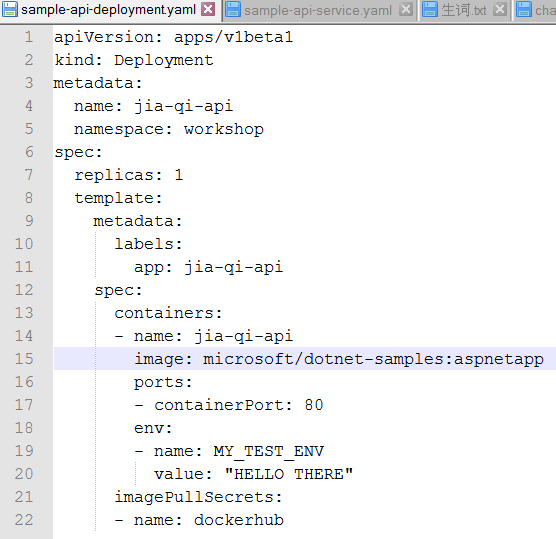 sample-api-deployment.yaml sample-api-service.yaml 生词.txt cha
1 apiVersion: apps/v1beta1
2 kind: Deployment
3 metadata:
4   name: jia-qi-api
5   namespace: workshop
6 spec:
7   replicas: 1
8   template:
9     metadata:
10       labels:
11         app: jia-qi-api
12     spec:
13       containers:
14       - name: jia-qi-api
15         image: microsoft/dotnet-samples:aspnetapp
16         ports:
17         - containerPort: 80
18         env:
19         - name: MY_TEST_ENV
20           value: "HELLO THERE"
21       imagePullSecrets:
22       - name: dockerhub